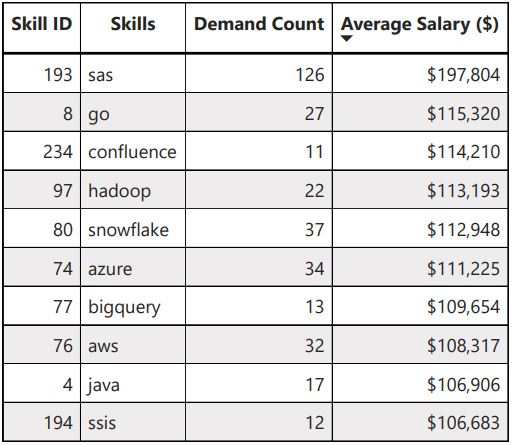 Skill ID Skills Demand Count Average Salary ($)
193 sas 126 $197,804
8 go 27 $115,320
234 confluence 11 $114,210
97 hadoop 22 $113,193
80 snowflake 37 $112,948
74 azure 34 $111,225
77 bigquery 13 $109,654
76 aws 32 $108,317
4 java 17 $106,906
194 ssis 12 $106,683